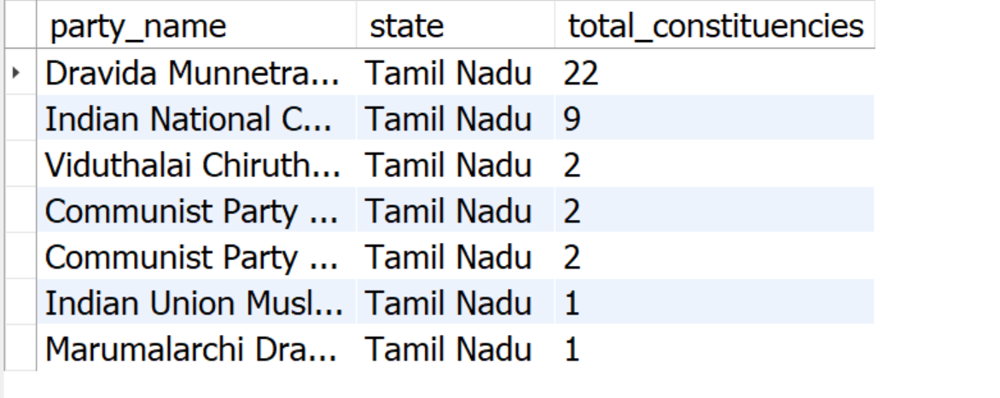 party_name state total_constituencies
Dravida Munnetra... Tamil Nadu 22
Indian National C... Tamil Nadu 9
Viduthalai Chiruth... Tamil Nadu 2
Communist Party ... Tamil Nadu 2
Communist Party ... Tamil Nadu 2
Indian Union Musl... Tamil Nadu 1
Marumalarchi Dra... Tamil Nadu 1